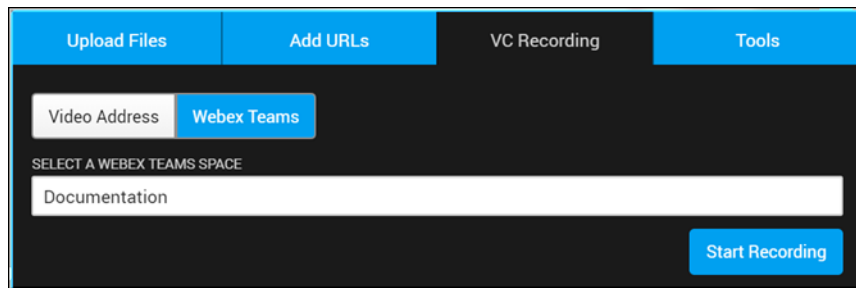 Upload Files Add URLs VC Recording Tools
Video Address Webex Teams
SELECT A WEBEX TEAMS SPACE
Documentation
Start Recording